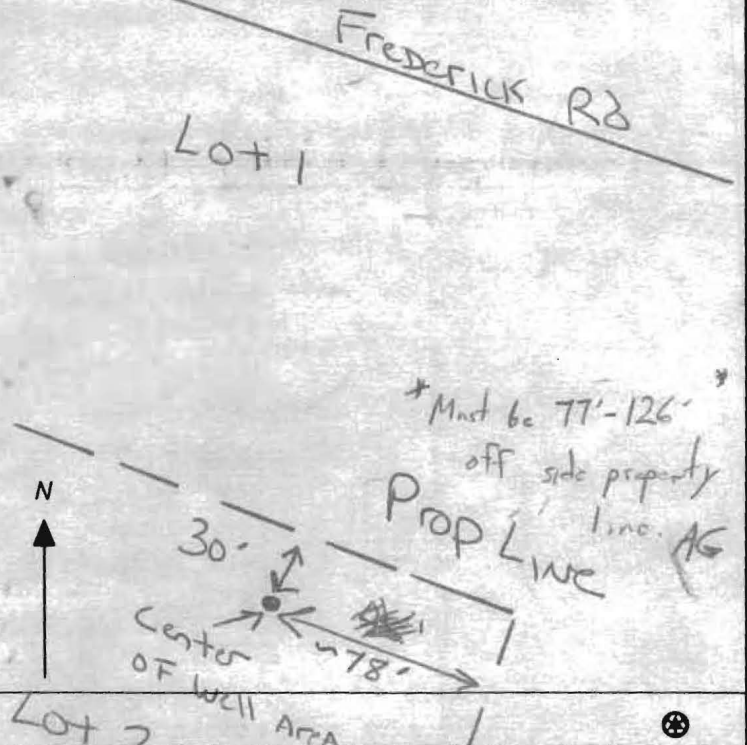 Frederick Rd
Lot 1
*Must be 77'-126' *
off side property
line. AG
Prop Line
N
30'
~78'
Center
of Well Area
Lot 2